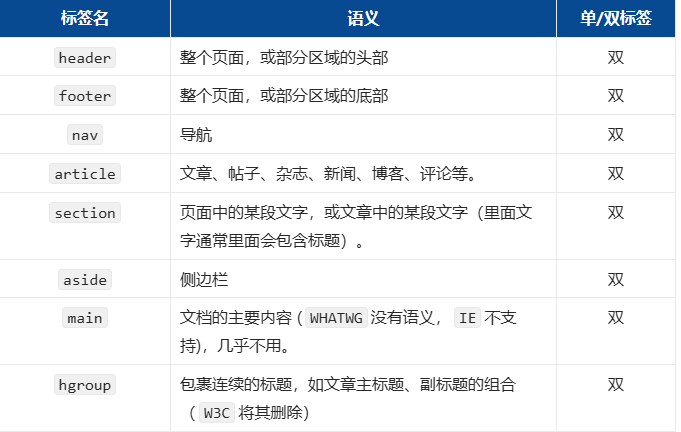 标签名 语义 单/双标签
header 整个页面，或部分区域的头部 双
footer 整个页面，或部分区域的底部 双
nav 导航 双
article 文章、帖子、杂志、新闻、博客、评论等。 双
section 页面中的某段文字，或文章中的某段文字（里面文 双
字通常里面会包含标题）。
aside 侧边栏 双
main 文档的主要内容 ( WHATWG 没有语义， IE 不支 双
持)，几乎不用。
hgroup 包裹连续的标题，如文章主标题、副标题的组合 双
（ W3C 将其删除）